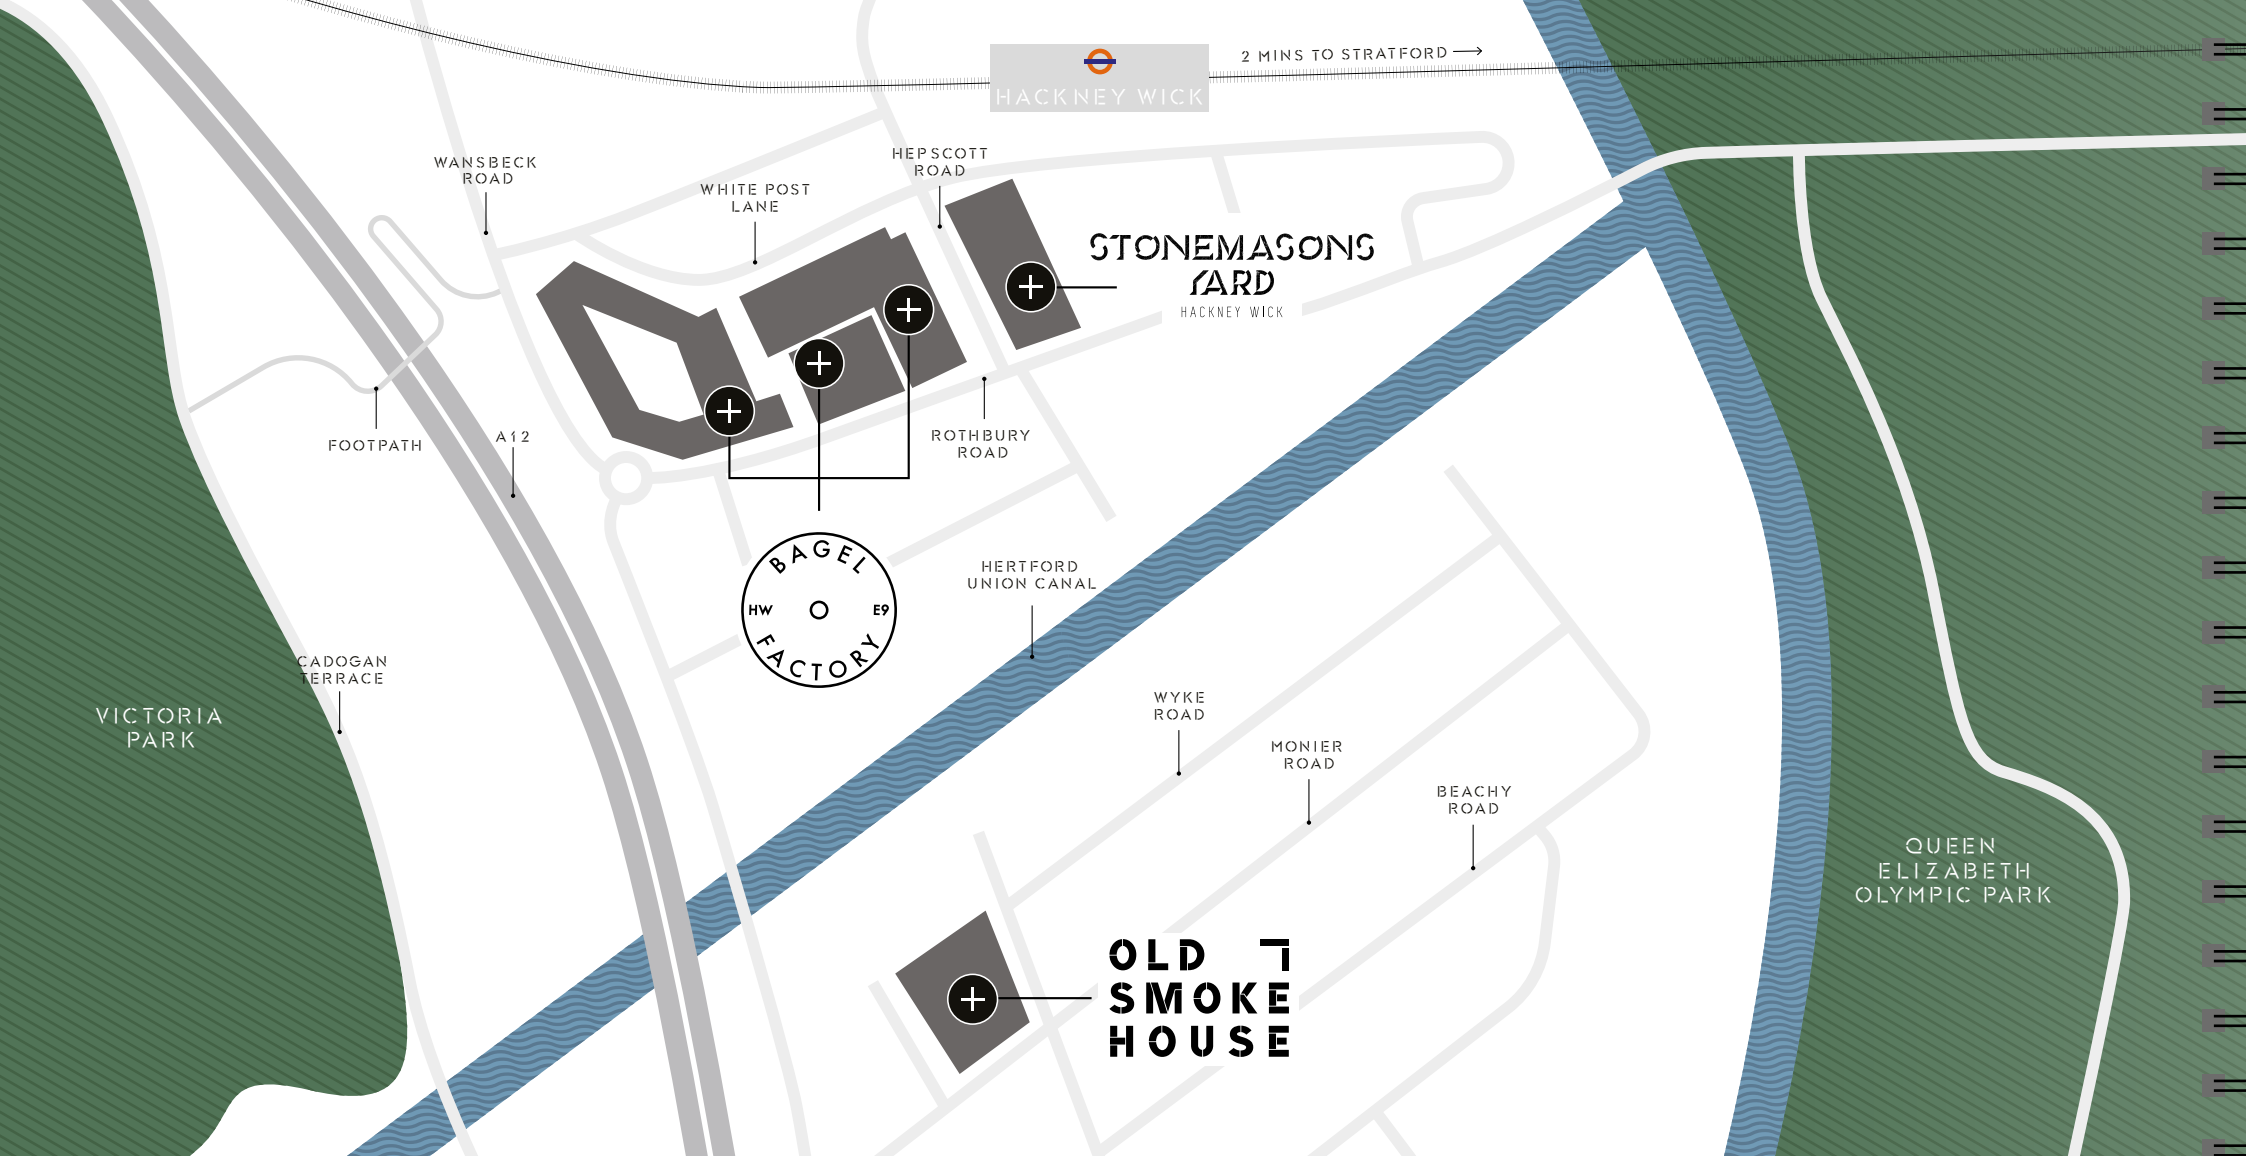 2 MINS TO STRATFORD
HACKNEY WICK
WANSBECK
ROAD
WHITE POST
LANE
HEPSCOTT
ROAD
STONEMASONS
YARD
HACKNEY WICK
FOOTPATH
A12
ROTHBURY
ROAD
BAGEL
HW
E9
FACTORY
HERTFORD
UNION CANAL
CADOGAN
TERRACE
VICTORIA
PARK
WYKE
ROAD
MONIER
ROAD
BEACHY
ROAD
QUEEN
ELIZABETH
OLYMPIC PARK
OLD
SMOKE
HOUSE